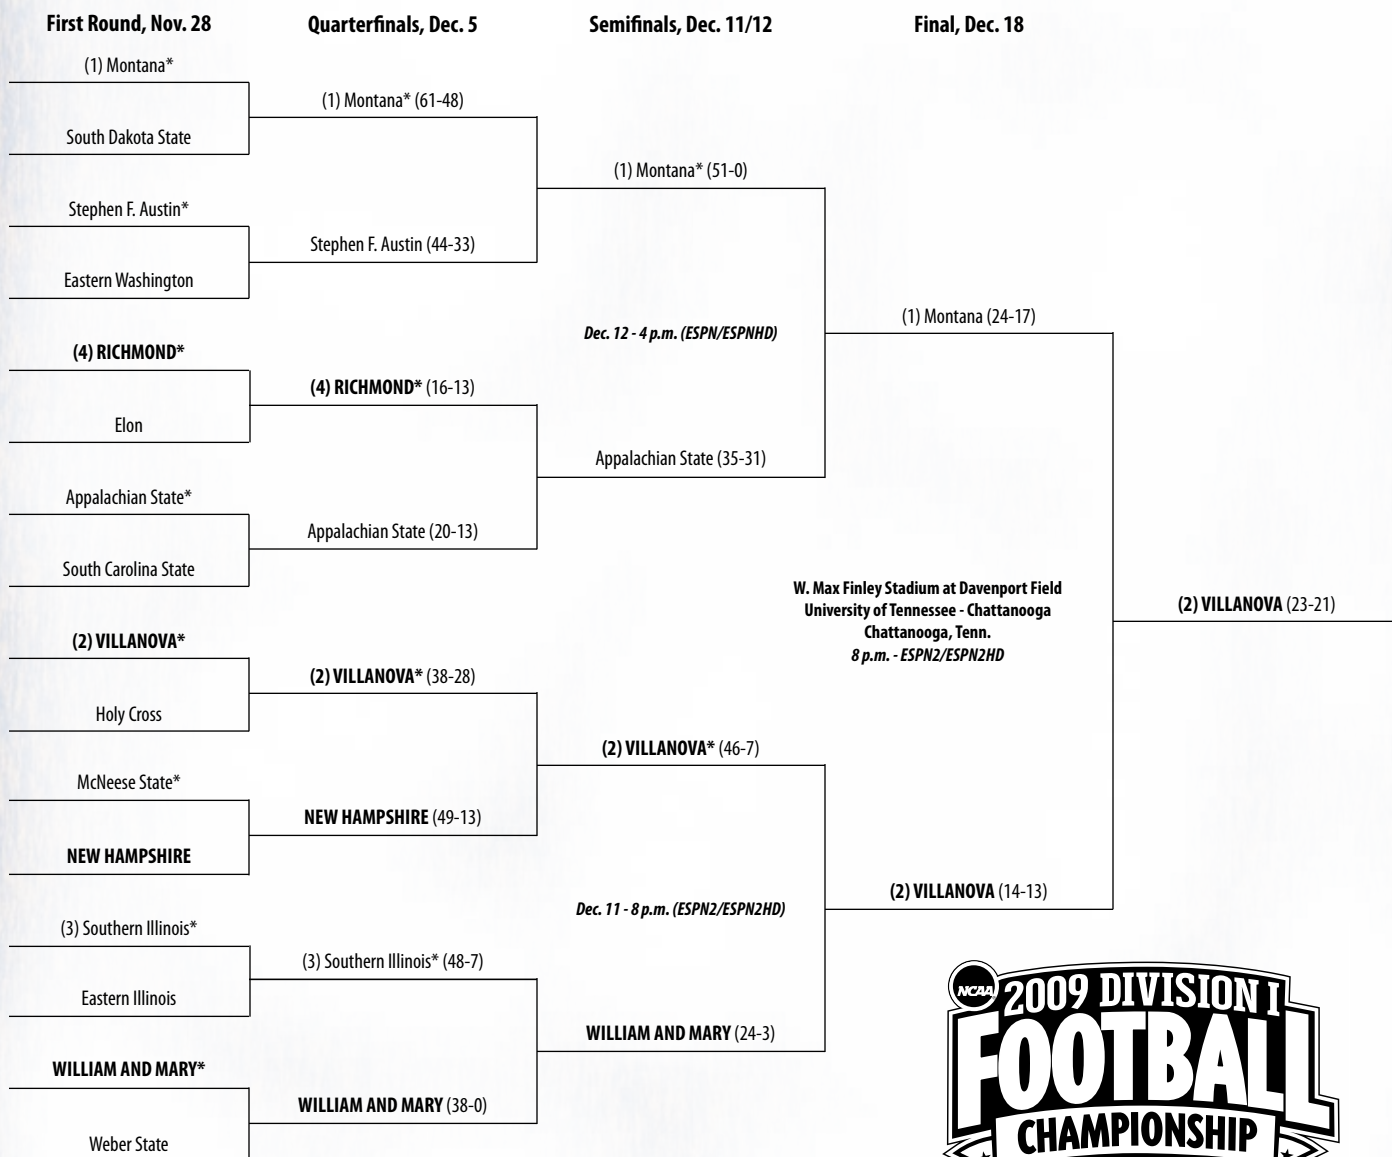 First Round, Nov. 28
Quarterfinals, Dec. 5
Semifinals, Dec. 11/12
Final, Dec. 18
(1) Montana*
South Dakota State
Stephen F. Austin*
Eastern Washington
(4) RICHMOND*
Elon
Appalachian State*
South Carolina State
(2) VILLANOVA*
Holy Cross
McNeese State*
NEW HAMPSHIRE
(3) Southern Illinois*
Eastern Illinois
WILLIAM AND MARY*
Weber State
(1) Montana* (61-48)
Stephen F. Austin (44-33)
(4) RICHMOND* (16-13)
Appalachian State (20-13)
(2) VILLANOVA* (38-28)
NEW HAMPSHIRE (49-13)
(3) Southern Illinois* (48-7)
WILLIAM AND MARY (38-0)
(1) Montana* (51-0)
Dec. 12 - 4 p.m. (ESPN/ESPNHD)
Appalachian State (35-31)
(2) VILLANOVA* (46-7)
Dec. 11 - 8 p.m. (ESPN2/ESPN2HD)
WILLIAM AND MARY (24-3)
(1) Montana (24-17)
W. Max Finley Stadium at Davenport Field
University of Tennessee - Chattanooga
Chattanooga, Tenn.
8 p.m. - ESPN2/ESPN2HD
(2) VILLANOVA (14-13)
(2) VILLANOVA (23-21)
NCAA
2009 DIVISION I
FOOTBALL
CHAMPIONSHIP